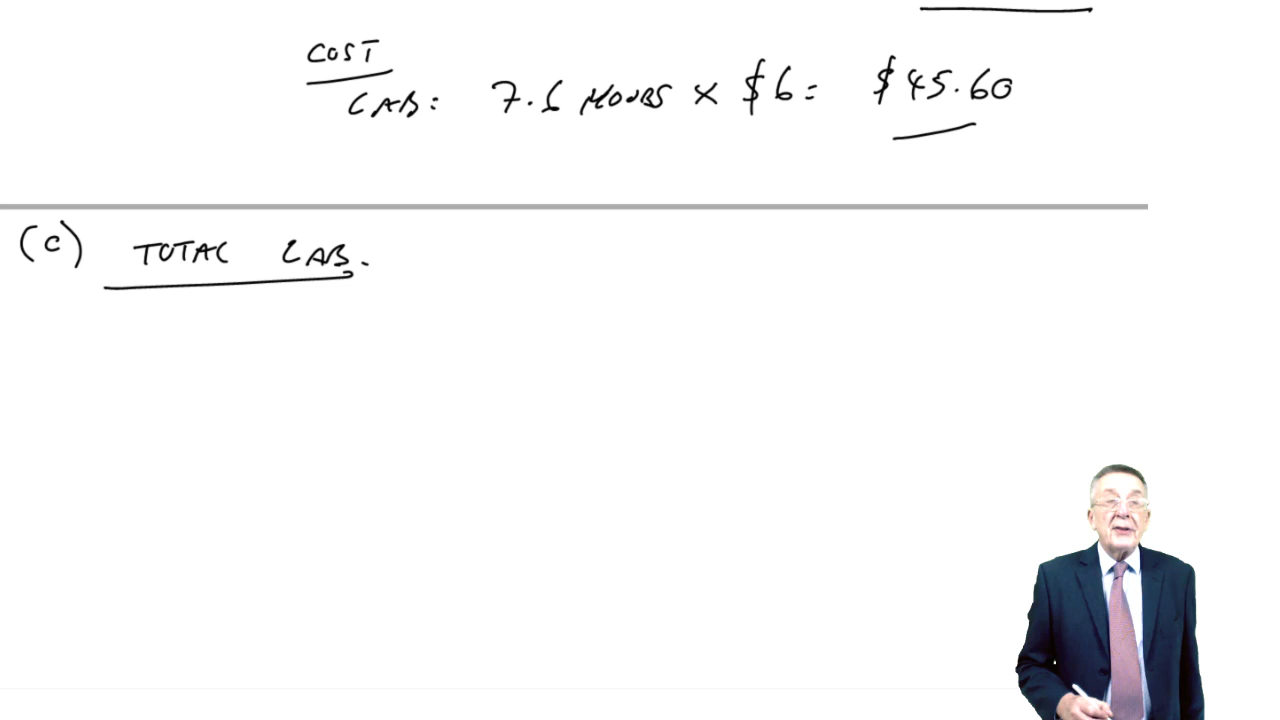 COST
LAB: 7.6 HOURS × $6 = $45.60
(c) TOTAL LAB.